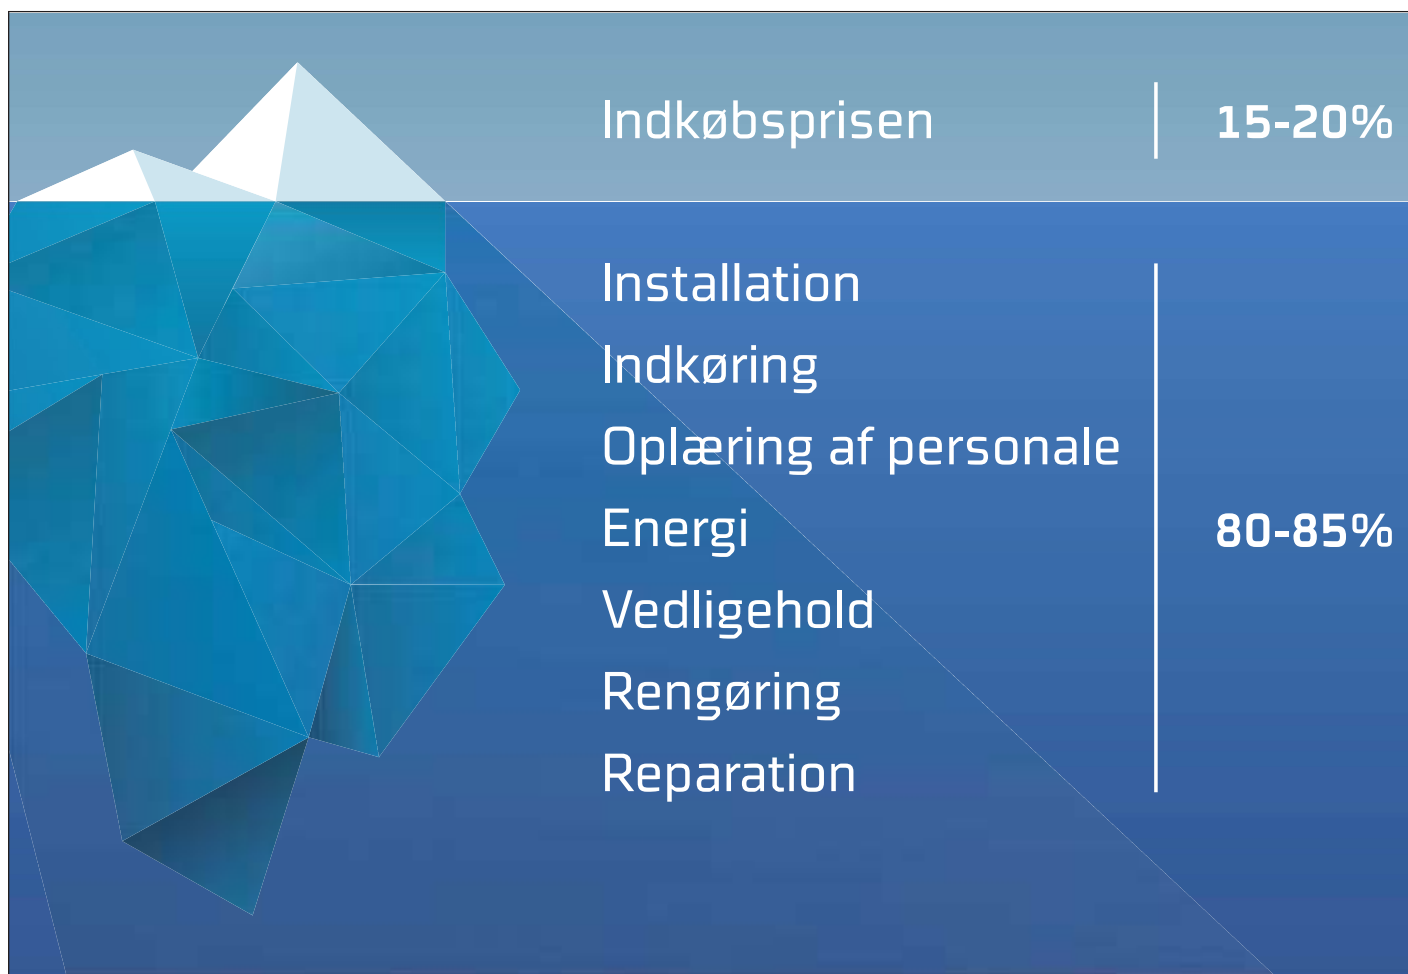 Indkøbsprisen 15-20%
Installation
Indkøring
Oplæring af personale
Energi 80-85%
Vedligehold
Rengøring
Reparation